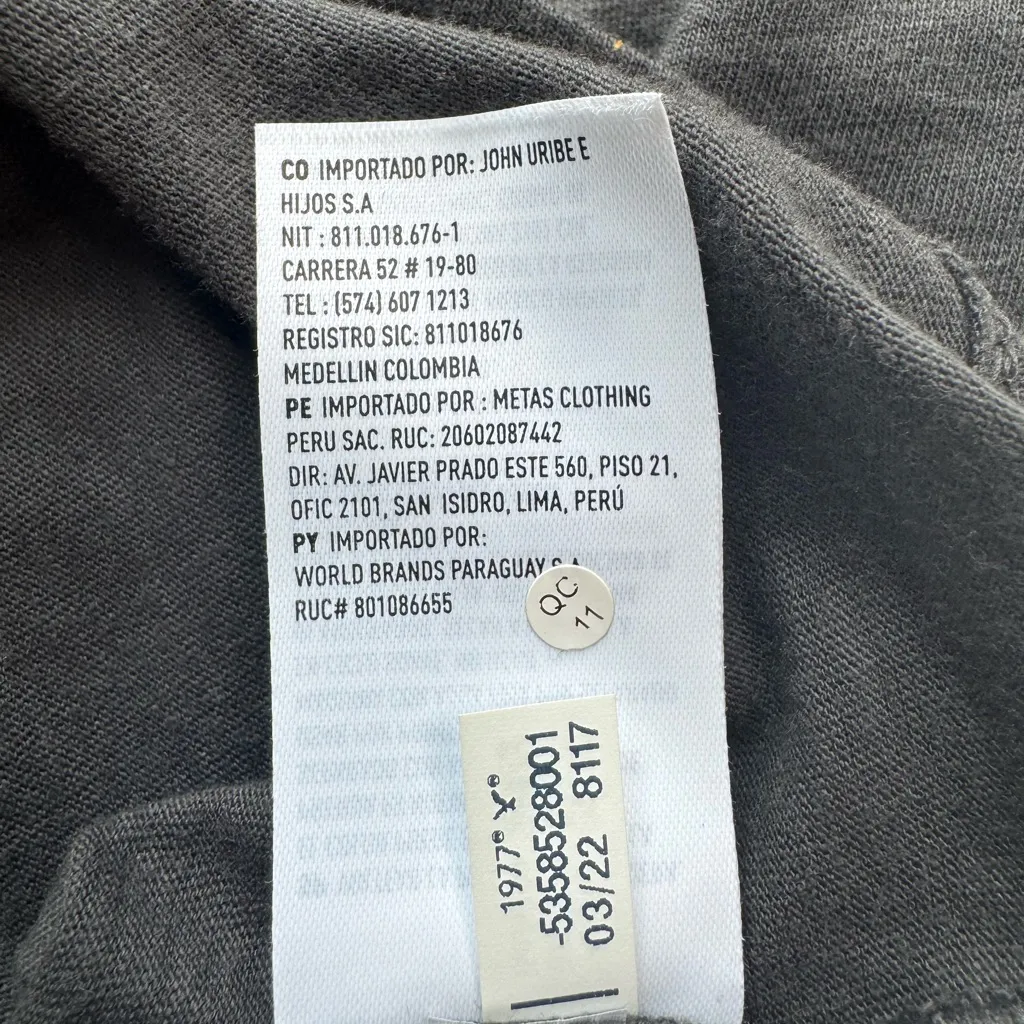 CO IMPORTADO POR: JOHN URIBE E
HIJOS S.A
NIT : 811.018.676-1
CARRERA 52 # 19-80
TEL : (574) 607 1213
REGISTRO SIC: 811018676
MEDELLIN COLOMBIA
PE IMPORTADO POR : METAS CLOTHING
PERU SAC. RUC: 20602087442
DIR: AV. JAVIER PRADO ESTE 560, PISO 21,
OFIC 2101, SAN ISIDRO, LIMA, PERÚ
PY IMPORTADO POR:
WORLD BRANDS PARAGUAY S.A
RUC# 801086655
QC
11
1977® X®
-5358528001
03/22 8117